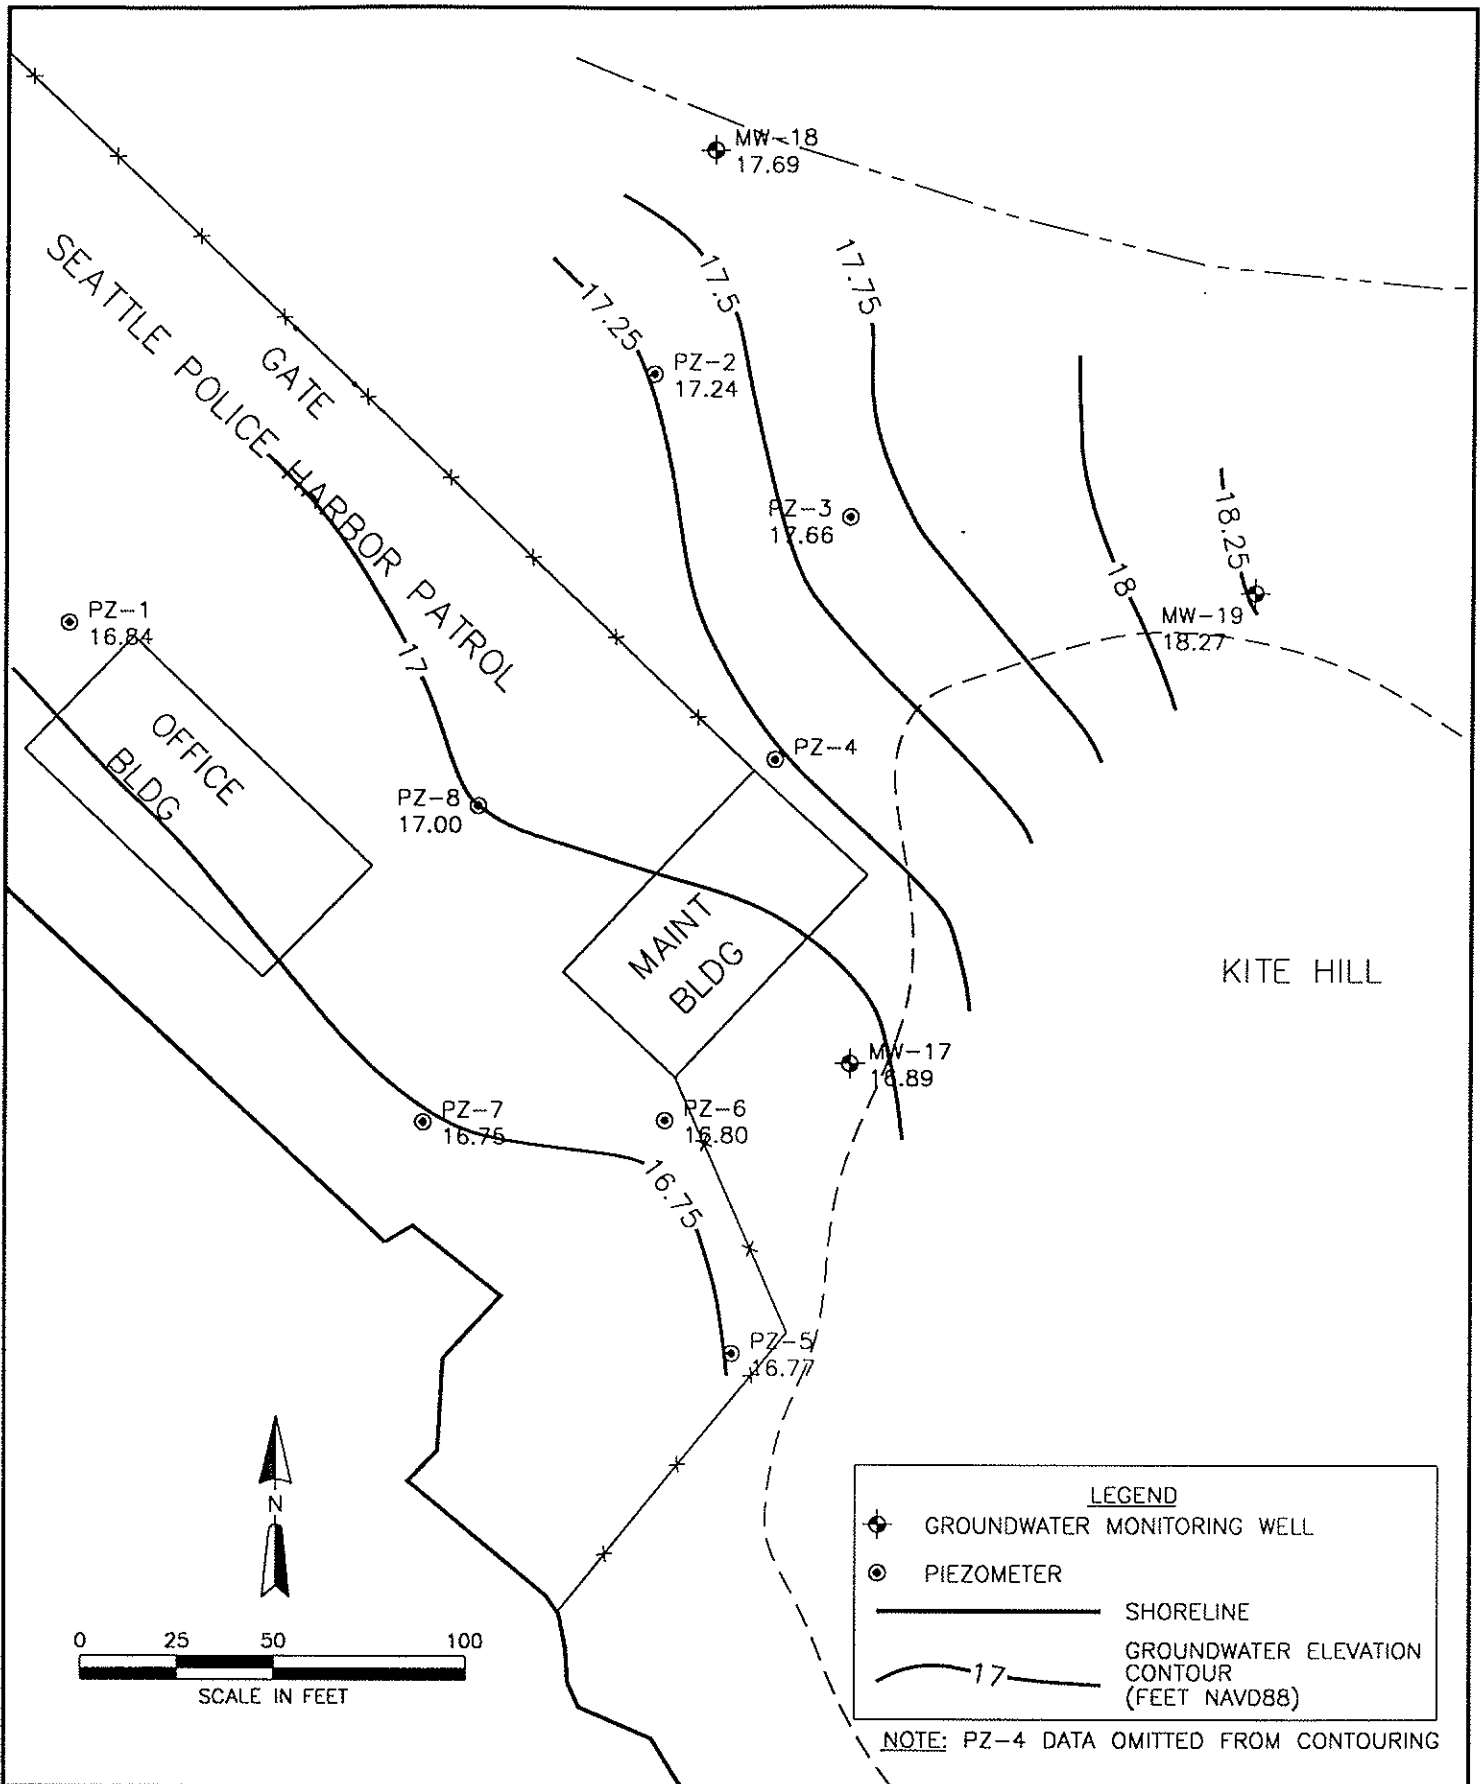 MW-18
17.69
17.5
17.75
17.25
SEATTLE POLICE HARBOR PATROL
GATE
PZ-2
17.24
PZ-3
17.66
18.25
18
MW-19
18.27
PZ-1
16.84
17
OFFICE
BLDG
PZ-4
PZ-8
17.00
MAINT
BLDG
KITE HILL
MW-17
16.89
PZ-7
16.75
PZ-6
16.80
16.75
PZ-5
16.77
N
0 25 50 100
SCALE IN FEET
LEGEND
GROUNDWATER MONITORING WELL
PIEZOMETER
SHORELINE
17
GROUNDWATER ELEVATION
CONTOUR
(FEET NAVD88)
NOTE: PZ-4 DATA OMITTED FROM CONTOURING